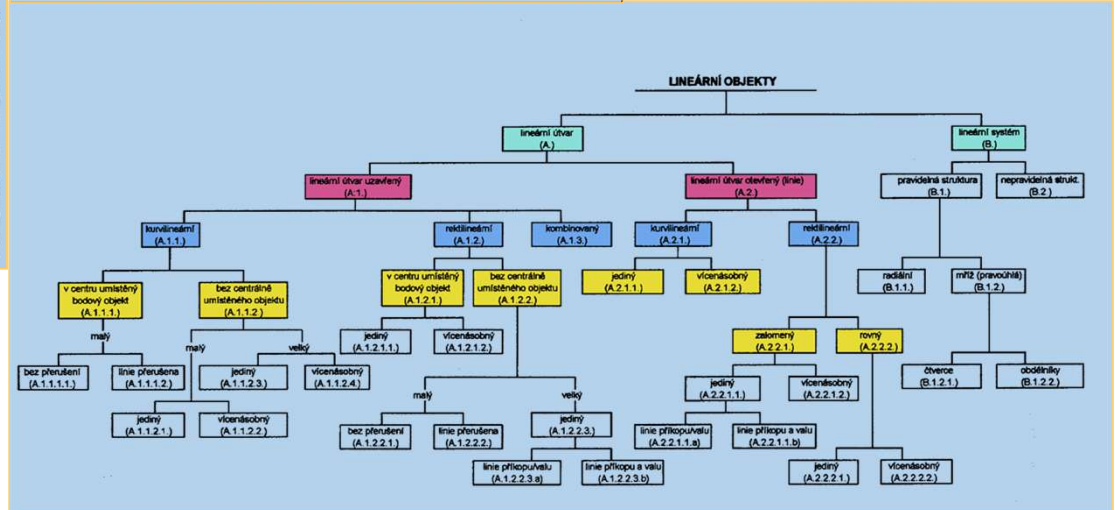 LINEÁRNÍ OBJEKTY
lineární útvar
(A.)
lineární systém
(B.)
lineární útvar uzavřený
(A:1.)
lineární útvar otevřený (linie)
(A.2.)
pravidelná struktura
(B.1.)
nepravidelná strukt.
(B.2.)
kurvilineární
(A.1.1.)
rektilineární
(A.1.2.)
kombinovaný
(A.1.3.)
kurvilineární
(A.2.1.)
rektilineární
(A.2.2.)
v centru umístěný
bodový objekt
(A.1.1.1.)
bez centrálně
umístěného objektu
(A.1.1.2.)
v centru umístěný
bodový objekt
(A.1.2.1.)
bez centrálně
umístěného objektu
(A.1.2.2.)
jediný
(A.2.1.1.)
vícenásobný
(A.2.1.2.)
radiální
(B.1.1.)
mříž (pravoúhlá)
(B.1.2.)
malý
malý
velký
jediný
(A.1.2.1.1.)
vícenásobný
(A.1.2.1.2.)
zalomený
(A.2.2.1.)
rovný
(A.2.2.2.)
bez přerušení
(A.1.1.1.1.)
linie přerušena
(A.1.1.1.2.)
jediný
(A.1.1.2.3.)
vícenásobný
(A.1.1.2.4.)
jediný
(A.2.2.1.1.)
vícenásobný
(A.2.2.1.2.)
čtverce
(B.1.2.1.)
obdélníky
(B.1.2.2.)
malý
velký
jediný
(A.1.1.2.1.)
vícenásobný
(A.1.1.2.2.)
bez přerušení
(A.1.2.2.1.)
linie přerušena
(A.1.2.2.2.)
jediný
(A.1.2.2.3.)
linie příkopu/valu
(A.2.2.1.1.a)
linie příkopu a valu
(A.2.2.1.1.b)
linie příkopu/valu
(A.1.2.2.3.a)
linie příkopu a valu
(A.1.2.2.3.b)
jediný
(A.2.2.2.1.)
vícenásobný
(A.2.2.2.2.)